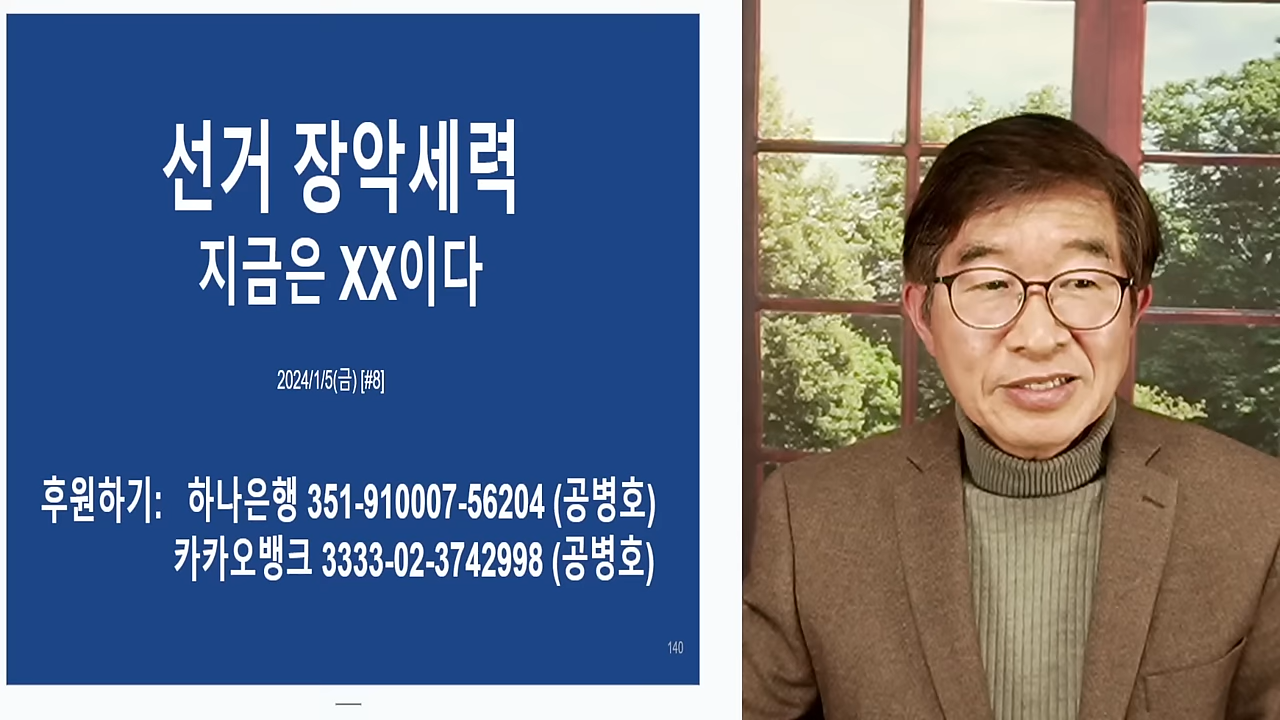 선거 장악세력
지금은 XX이다
2024/1/5(금) [#8]
후원하기: 하나은행 351-910007-56204 (공병호)
카카오뱅크 3333-02-3742998 (공병호)
140